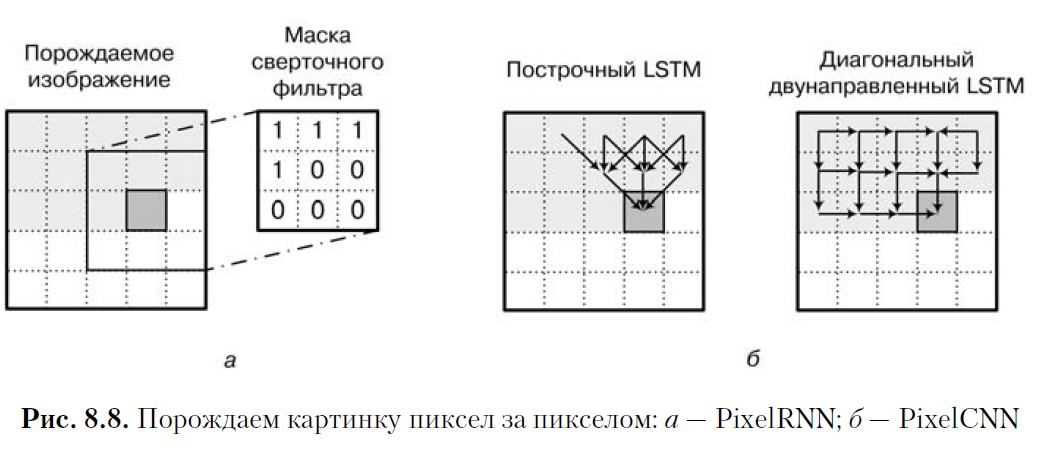 Порождаемое
изображение
Маска
сверточного
фильтра
1 1 1
1 0 0
0 0 0
а
Построчный LSTM
Диагональный
двунаправленный LSTM
б
Рис. 8.8. Порождаем картинку пиксел за пикселом: а — PixelRNN; б — PixelCNN